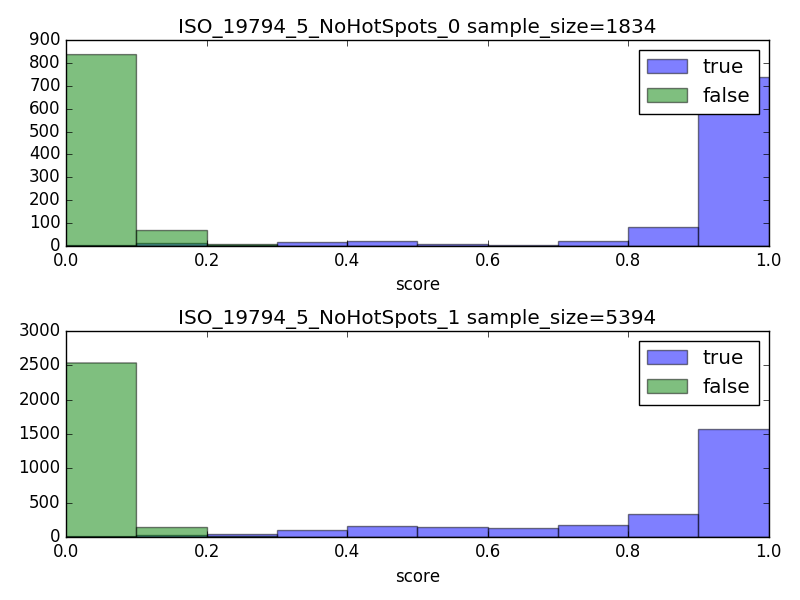 ISO_19794_5_NoHotSpots_0 sample_size=1834
900
800
700
600
500
400
300
200
100
0
true
false
0.0 0.2 0.4 0.6 0.8 1.0
score
ISO_19794_5_NoHotSpots_1 sample_size=5394
3000
2500
2000
1500
1000
500
0
true
false
0.0 0.2 0.4 0.6 0.8 1.0
score